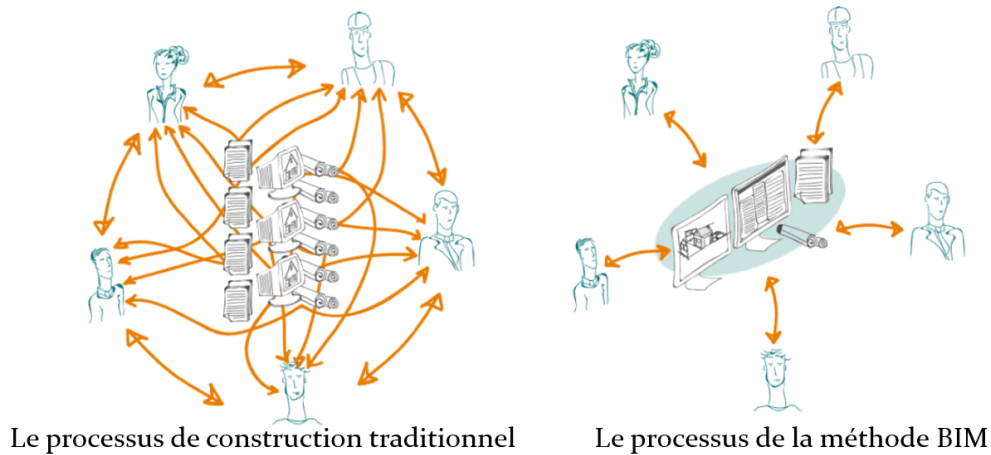 Le processus de construction traditionnel
Le processus de la méthode BIM